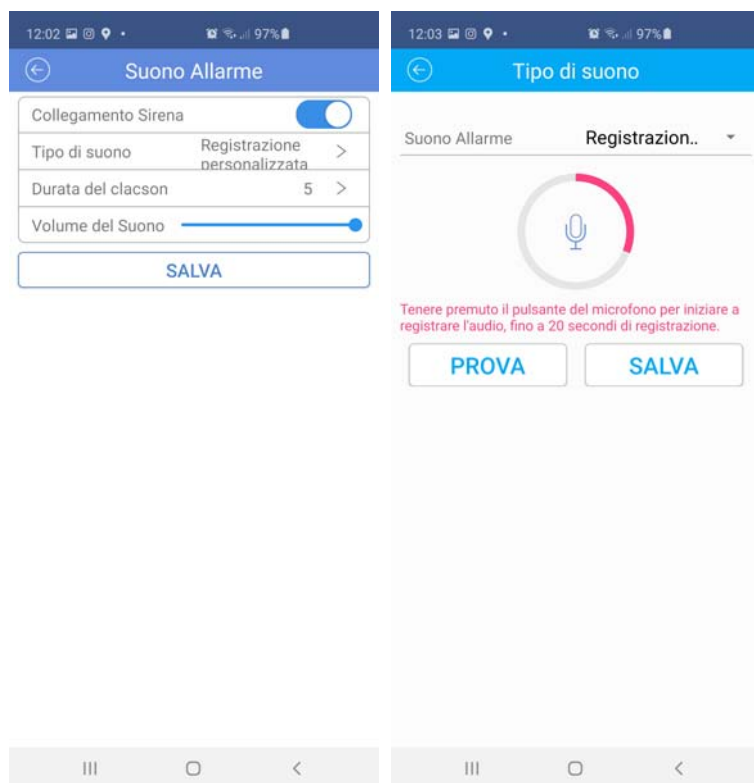 12:02 97%
Suono Allarme
Collegamento Sirena
Tipo di suono Registrazione personalizzata >
Durata del clacson 5 >
Volume del Suono
SALVA
12:03 97%
Tipo di suono
Suono Allarme Registrazion..
Tenere premuto il pulsante del microfono per iniziare a
registrare l'audio, fino a 20 secondi di registrazione.
PROVA SALVA